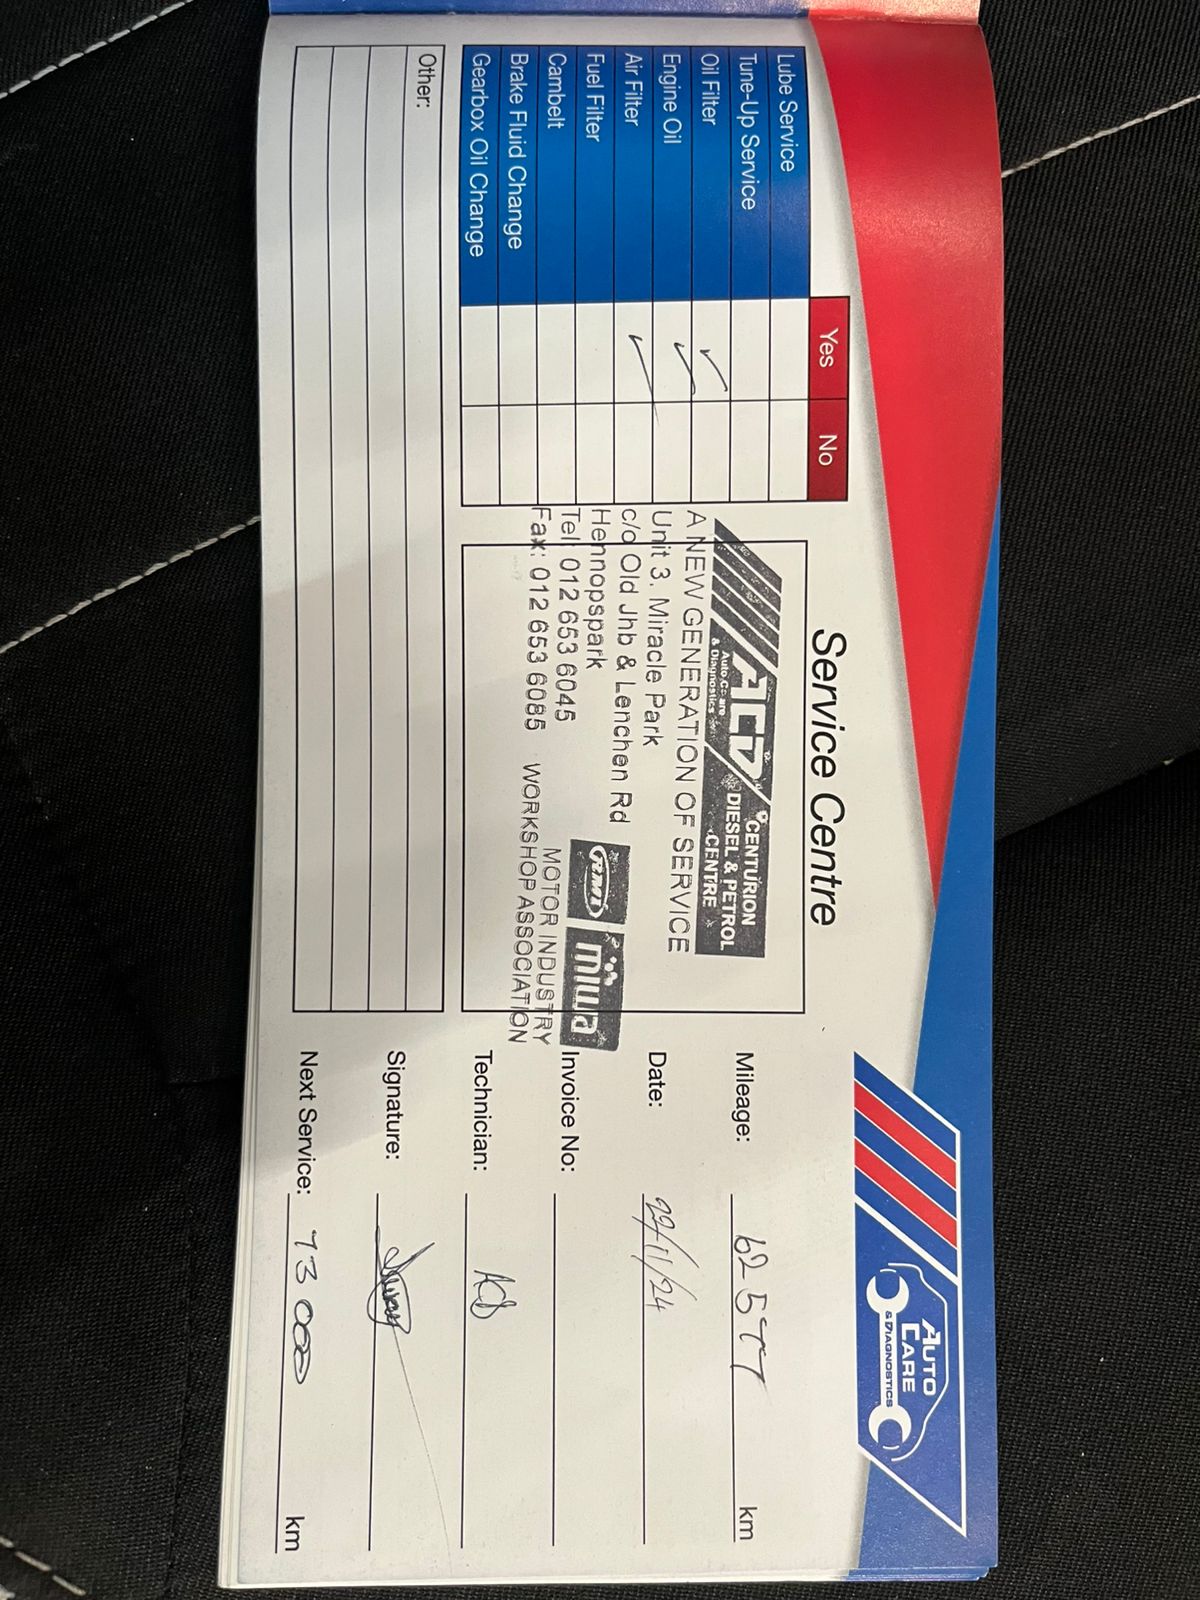 Yes No
Lube Service
Tune-Up Service
Oil Filter ✓
Engine Oil ✓
Air Filter ✓
Fuel Filter
Cambelt
Brake Fluid Change
Gearbox Oil Change
Other:
Service Centre
ACD
Auto Care
& Diagnostics
CENTURION
DIESEL & PETROL
CENTRE
A NEW GENERATION OF SERVICE
Unit 3, Miracle Park
c/o Old Jhb & Lenchen Rd
Hennopspark
Tel: 012 653 6045
Fax: 012 653 6085
RMI
miwa
MOTOR INDUSTRY
WORKSHOP ASSOCIATION
AUTO
CARE
& DIAGNOSTICS
Mileage: 62 577 km
Date: 22/11/24
Invoice No:
Technician:
Signature:
Next Service: 73 000 km